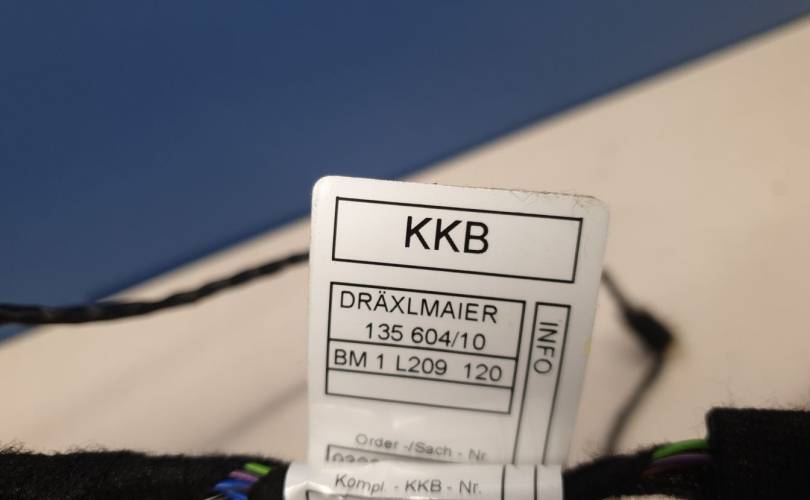 KKB
DRÄXLMAIER
135 604/10
BM 1 L209 120
INFO
Order -/Sach - Nr.
Kompl. - KKB - Nr.